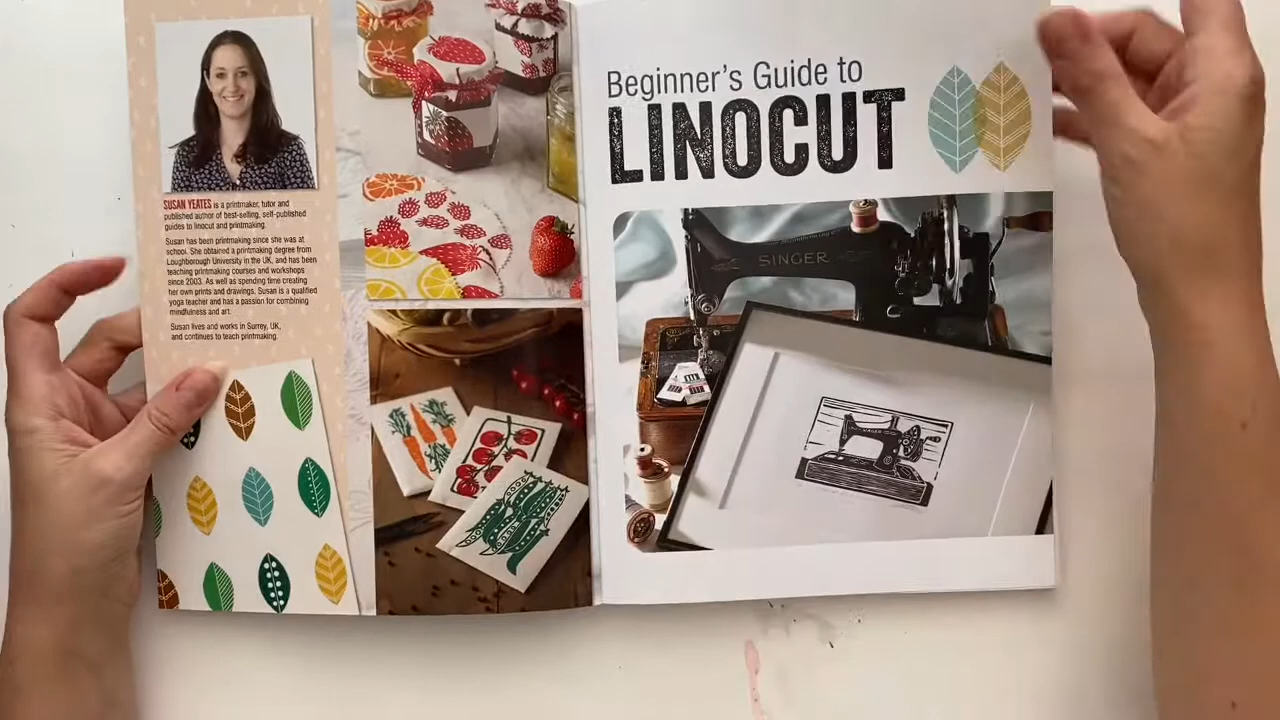 SUSAN YEATES is a printmaker, tutor and
published author of best-selling, self-published
guides to linocut and printmaking.
Susan has been printmaking since she was at
school. She obtained a printmaking degree from
Loughborough University in the UK, and has been
teaching printmaking courses and workshops
since 2003. As well as spending time creating
her own prints and drawings, Susan is a qualified
yoga teacher and has a passion for combining
mindfulness and art.
Susan lives and works in Surrey, UK,
and continues to teach printmaking.
Beginner's Guide to
LINOCUT
SINGER